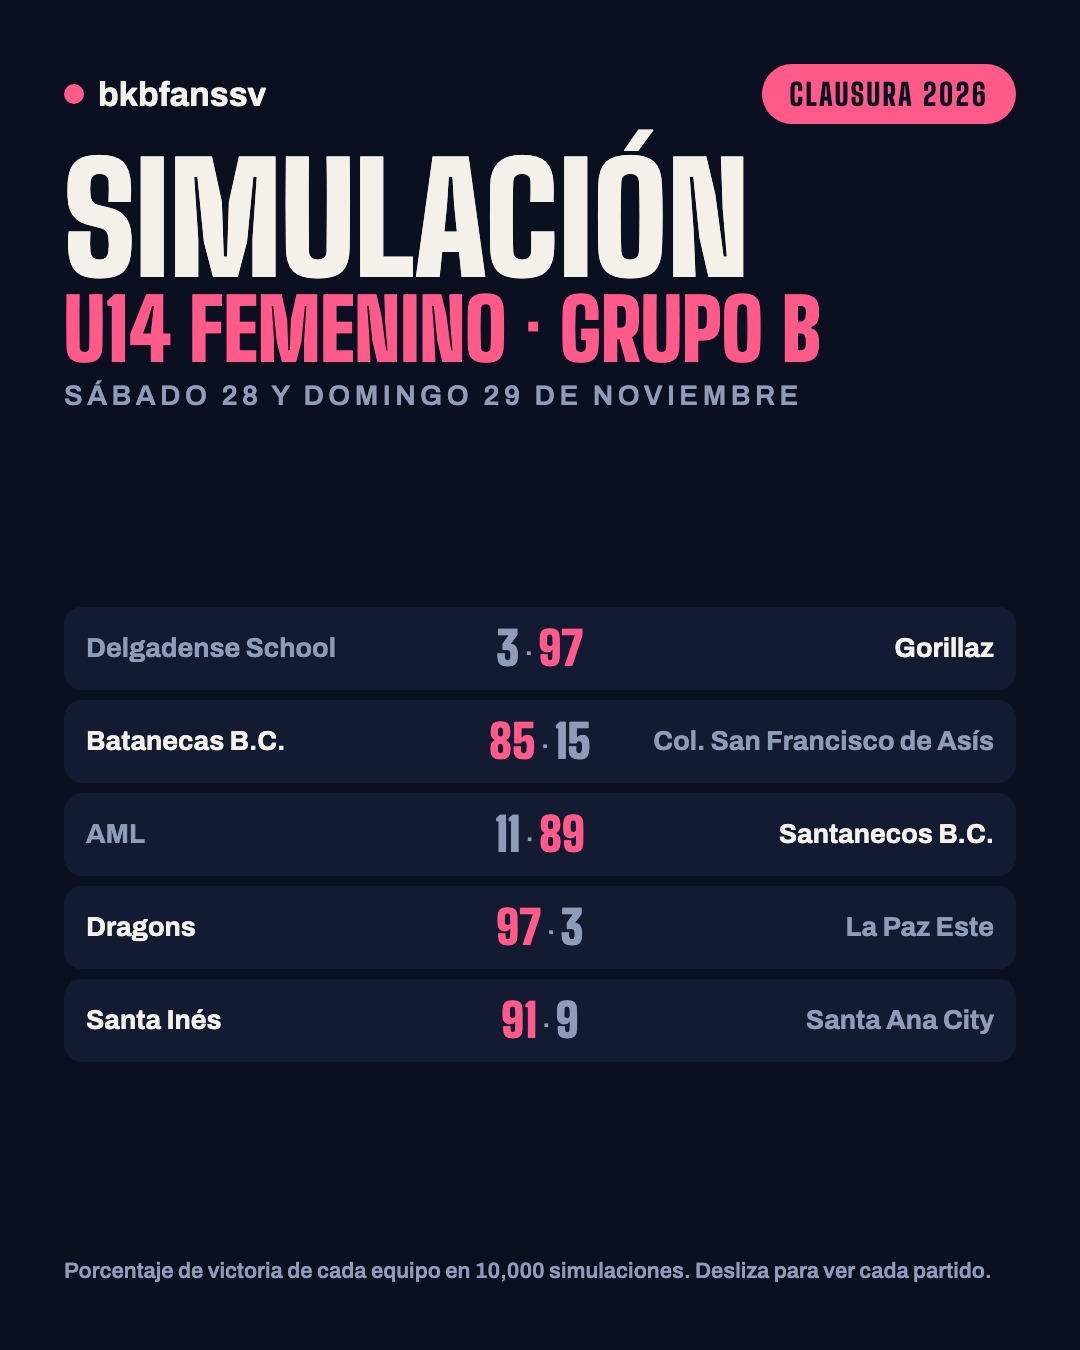 bkbfanssv
CLAUSURA 2026
SIMULACIÓN
U14 FEMENINO · GRUPO B
SÁBADO 28 Y DOMINGO 29 DE NOVIEMBRE
Delgadense School 3 · 97 Gorillaz
Batanecas B.C. 85 · 15 Col. San Francisco de Asís
AML 11 · 89 Santanecos B.C.
Dragons 97 · 3 La Paz Este
Santa Inés 91 · 9 Santa Ana City
Porcentaje de victoria de cada equipo en 10,000 simulaciones. Desliza para ver cada partido.